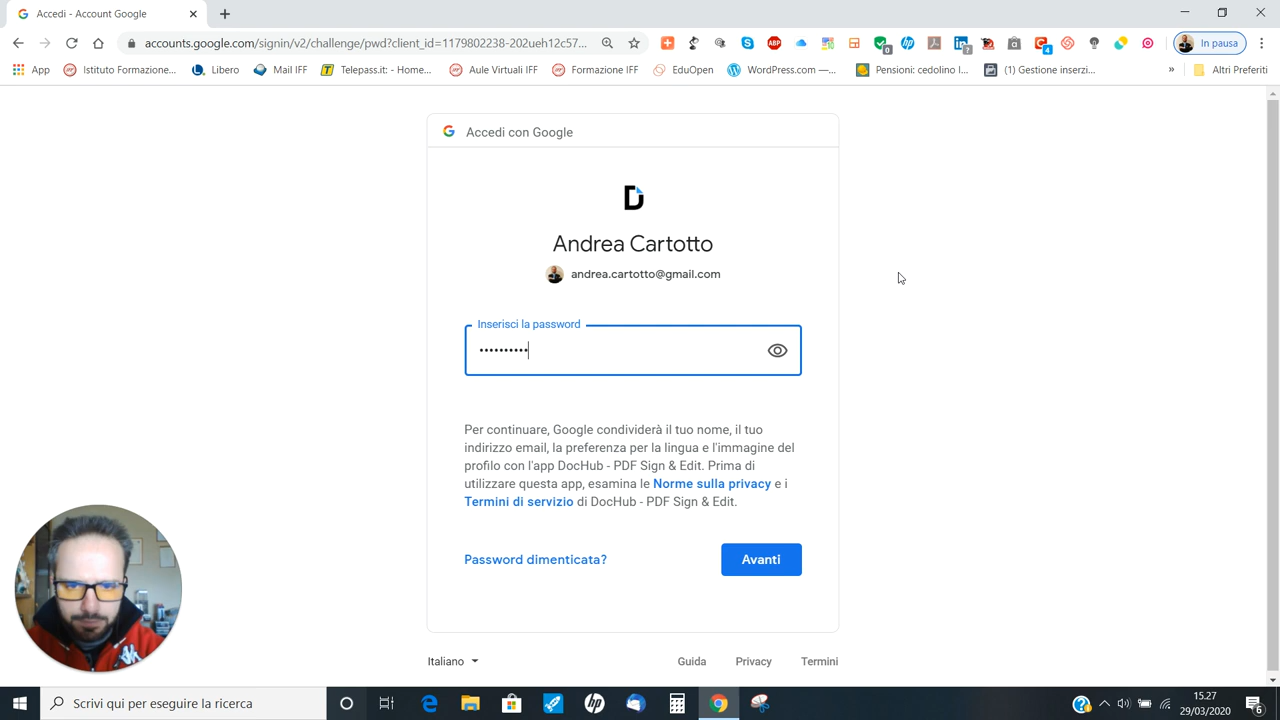 Accedi - Account Google
accounts.google.com/signin/v2/challenge/pwd?client_id=1179802238-202ueh12c57...
In pausa
App
Istituto Formazione...
Libero
Mail IFF
Telepass.it: - Home...
Aule Virtuali IFF
Formazione IFF
EduOpen
WordPress.com —...
Pensioni: cedolino l...
(1) Gestione inserzi...
»
Altri Preferiti
Accedi con Google
Andrea Cartotto
andrea.cartotto@gmail.com
Inserisci la password
••••••••••
Per continuare, Google condividerà il tuo nome, il tuo
indirizzo email, la preferenza per la lingua e l'immagine del
profilo con l'app DocHub - PDF Sign & Edit. Prima di
utilizzare questa app, esamina le Norme sulla privacy e i
Termini di servizio di DocHub - PDF Sign & Edit.
Password dimenticata?
Avanti
Italiano
Guida
Privacy
Termini
Scrivi qui per eseguire la ricerca
15.27
29/03/2020
6